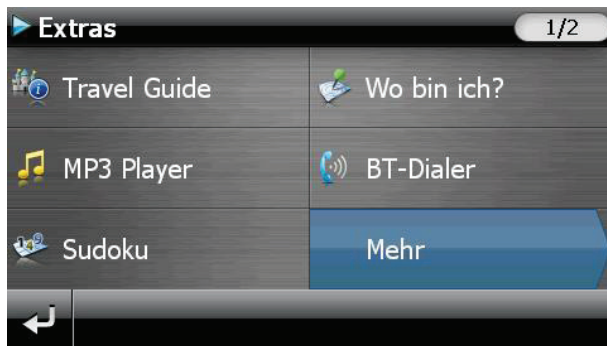 Extras
1/2
Travel Guide
Wo bin ich?
MP3 Player
BT-Dialer
Sudoku
Mehr